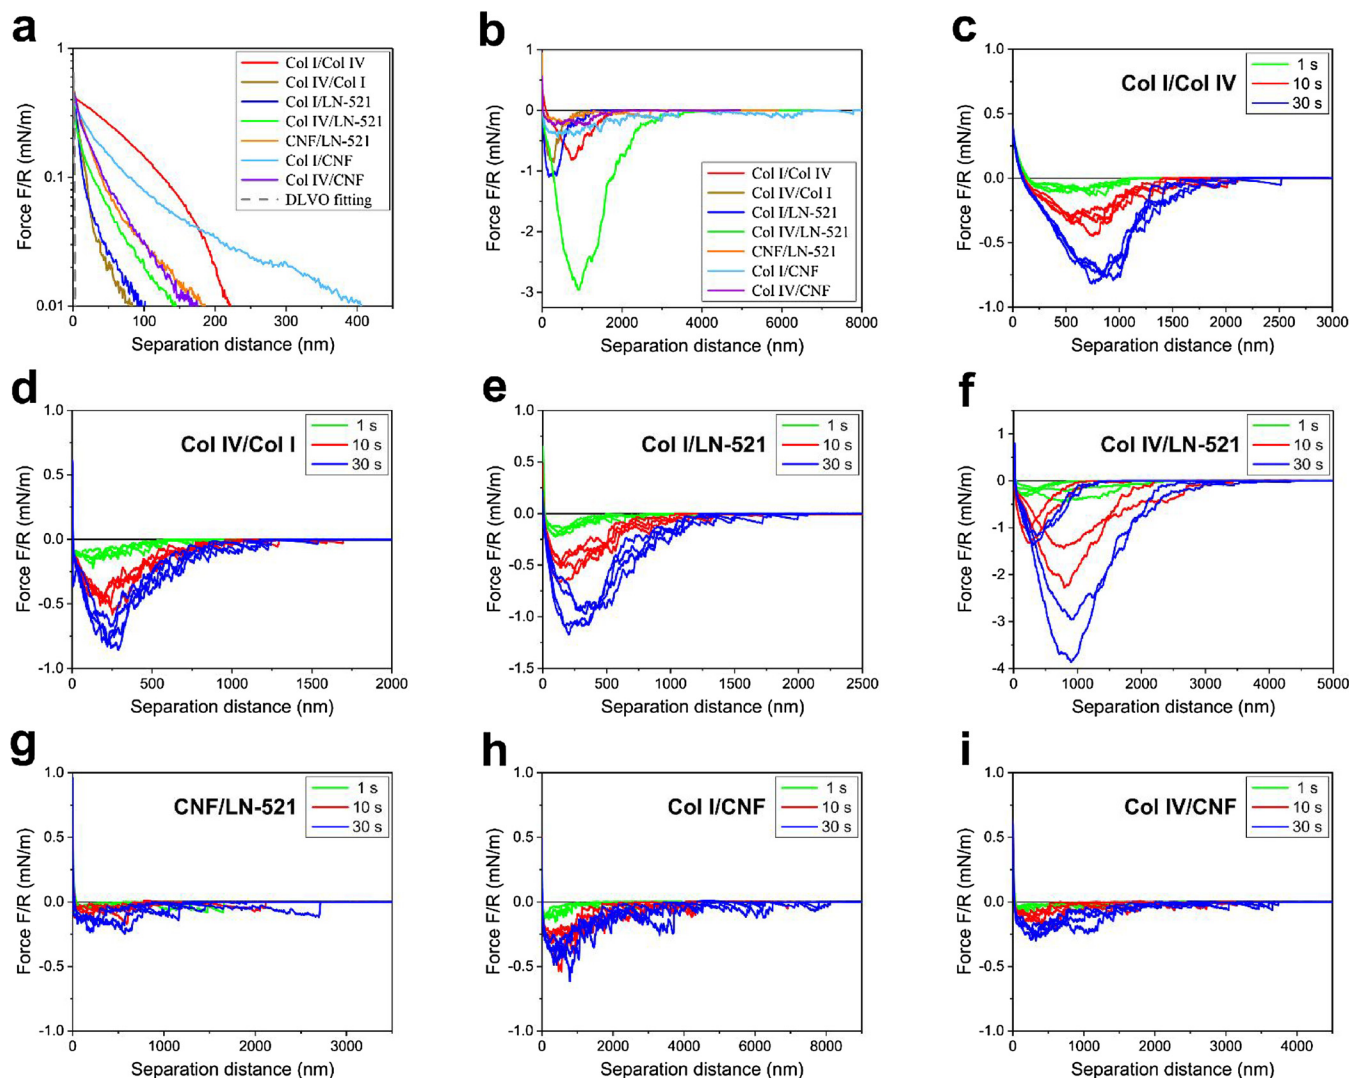 a
1
0.1
0.01
0
100
200
300
400
Force F/R (mN/m)
Separation distance (nm)
Col I/Col IV
Col IV/Col I
Col I/LN-521
Col IV/LN-521
CNF/LN-521
Col I/CNF
Col IV/CNF
DLVO fitting
b
1
0
-1
-2
-3
0
2000
4000
6000
8000
Force F/R (mN/m)
Separation distance (nm)
Col I/Col IV
Col IV/Col I
Col I/LN-521
Col IV/LN-521
CNF/LN-521
Col I/CNF
Col IV/CNF
c
Col I/Col IV
1 s
10 s
30 s
1.0
0.5
0.0
-0.5
-1.0
0
500
1000
1500
2000
2500
3000
Force F/R (mN/m)
Separation distance (nm)
d
Col IV/Col I
1 s
10 s
30 s
1.0
0.5
0.0
-0.5
-1.0
0
500
1000
1500
2000
Force F/R (mN/m)
Separation distance (nm)
e
Col I/LN-521
1 s
10 s
30 s
1.0
0.5
0.0
-0.5
-1.0
-1.5
0
500
1000
1500
2000
2500
Force F/R (mN/m)
Separation distance (nm)
f
Col IV/LN-521
1 s
10 s
30 s
1
0
-1
-2
-3
-4
0
1000
2000
3000
4000
5000
Force F/R (mN/m)
Separation distance (nm)
g
CNF/LN-521
1 s
10 s
30 s
1.0
0.5
0.0
-0.5
-1.0
0
1000
2000
3000
Force F/R (mN/m)
Separation distance (nm)
h
Col I/CNF
1 s
10 s
30 s
1.0
0.5
0.0
-0.5
-1.0
0
2000
4000
6000
8000
Force F/R (mN/m)
Separation distance (nm)
i
Col IV/CNF
1 s
10 s
30 s
1.0
0.5
0.0
-0.5
-1.0
0
1000
2000
3000
4000
Force F/R (mN/m)
Separation distance (nm)